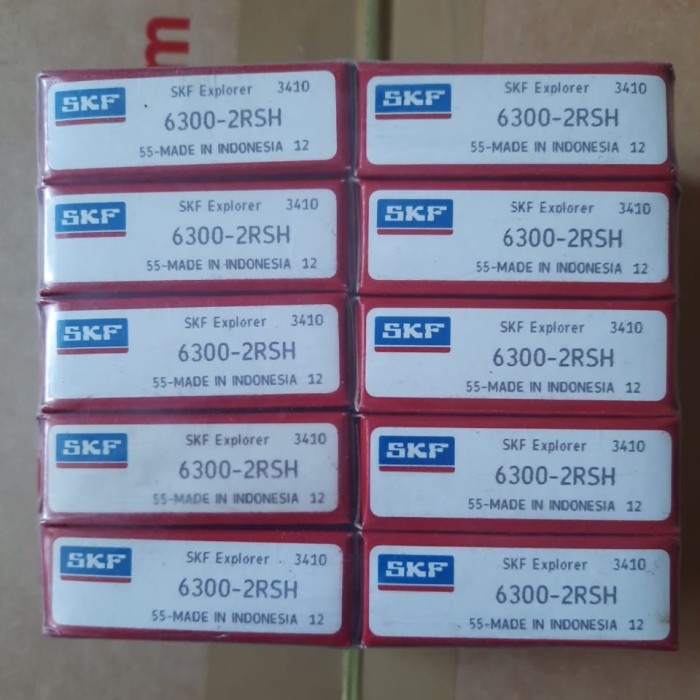 m
SKF SKF Explorer 3410
6300-2RSH
55-MADE IN INDONESIA 12
SKF SKF Explorer 3410
6300-2RSH
55-MADE IN INDONESIA 12
SKF SKF Explorer 3410
6300-2RSH
55-MADE IN INDONESIA 12
SKF SKF Explorer 3410
6300-2RSH
55-MADE IN INDONESIA 12
SKF SKF Explorer 3410
6300-2RSH
55-MADE IN INDONESIA 12
SKF SKF Explorer 3410
6300-2RSH
55-MADE IN INDONESIA 12
SKF SKF Explorer 3410
6300-2RSH
55-MADE IN INDONESIA 12
SKF SKF Explorer 3410
6300-2RSH
55-MADE IN INDONESIA 12
SKF SKF Explorer 3410
6300-2RSH
55-MADE IN INDONESIA 12
SKF SKF Explorer 3410
6300-2RSH
55-MADE IN INDONESIA 12